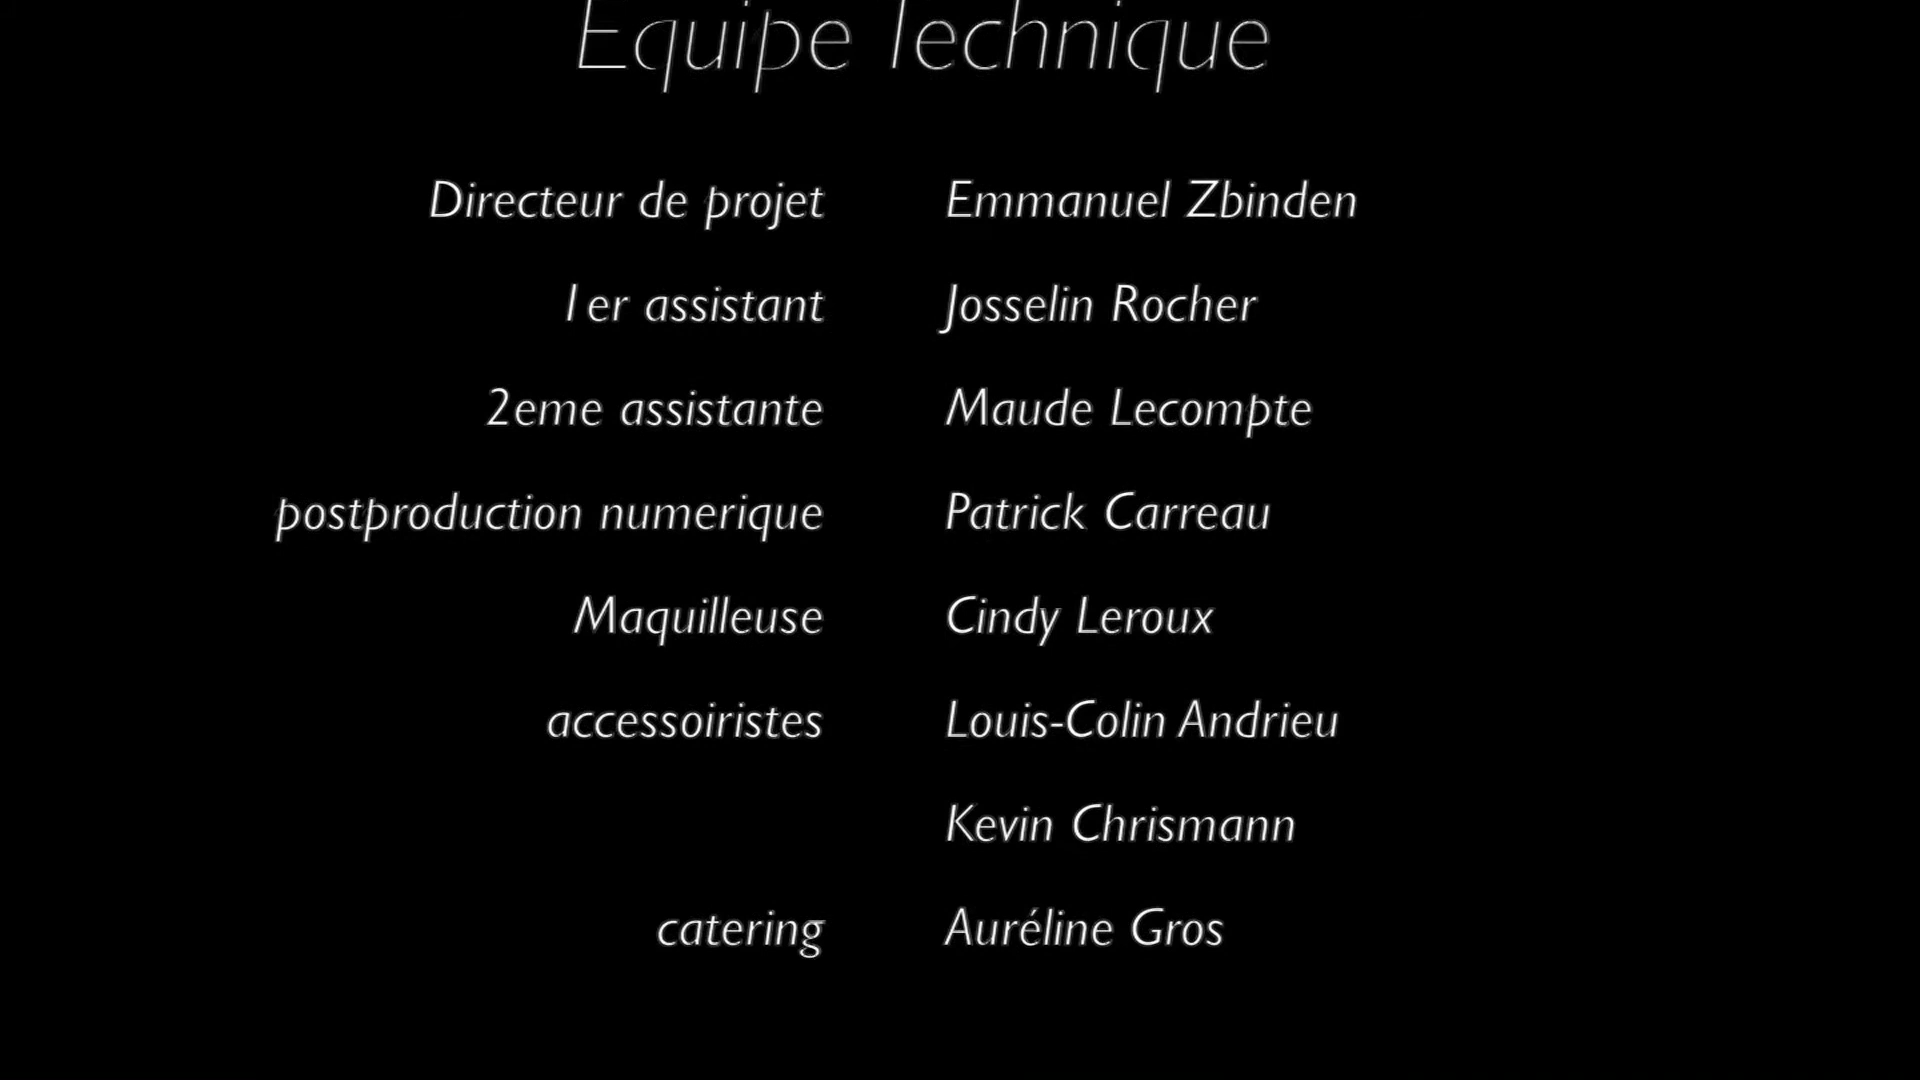 Equipe Technique
Directeur de projet Emmanuel Zbinden
1er assistant Josselin Rocher
2eme assistante Maude Lecompte
postproduction numerique Patrick Carreau
Maquilleuse Cindy Leroux
accessoiristes Louis-Colin Andrieu
Kevin Chrismann
catering Auréline Gros